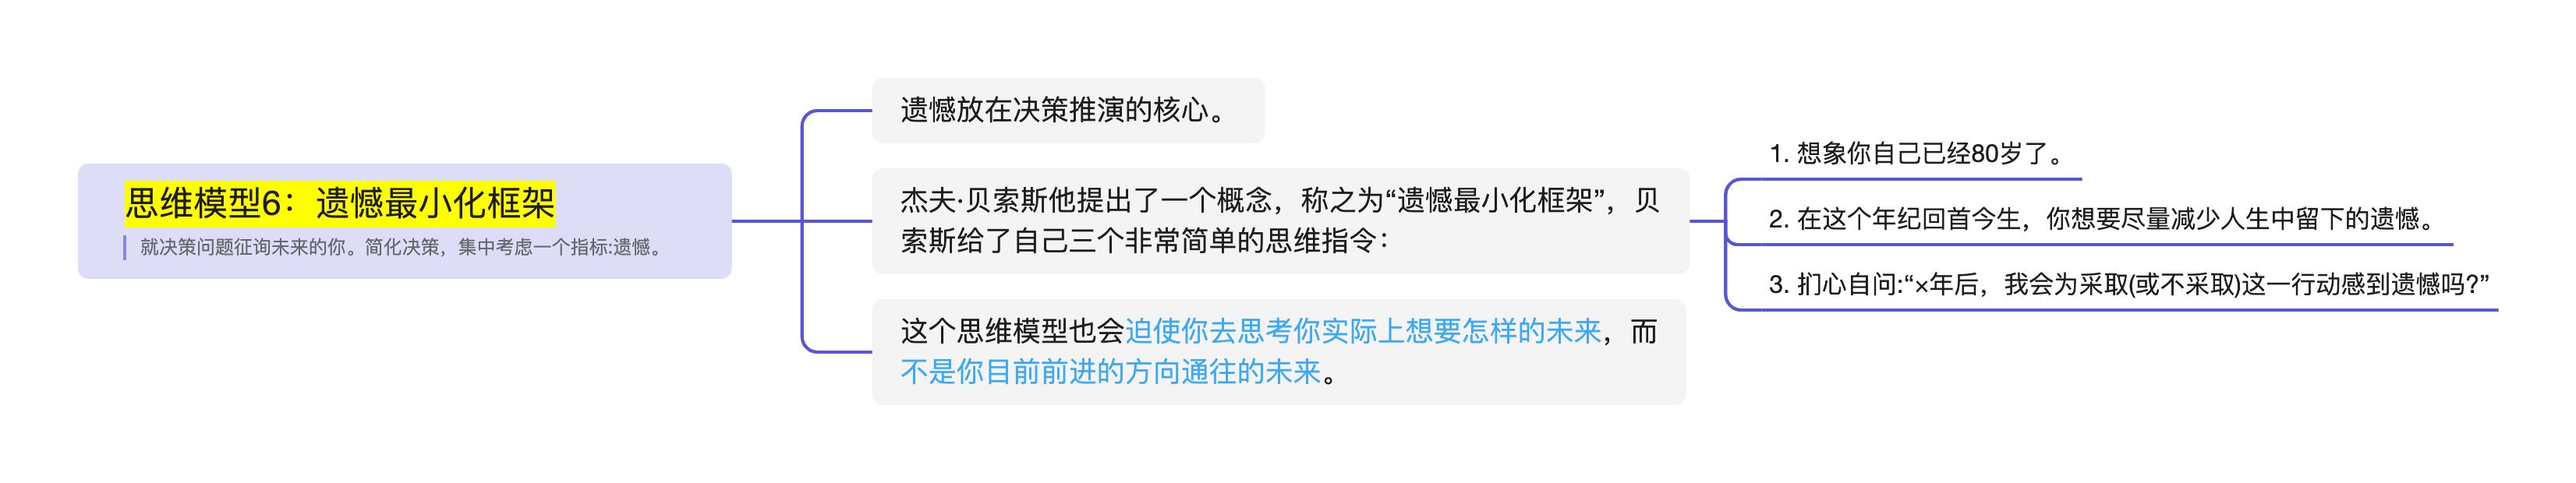 思维模型6：遗憾最小化框架
就决策问题征询未来的你。简化决策，集中考虑一个指标:遗憾。
遗憾放在决策推演的核心。
杰夫·贝索斯他提出了一个概念，称之为“遗憾最小化框架”，贝
索斯给了自己三个非常简单的思维指令：
1. 想象你自己已经80岁了。
2. 在这个年纪回首今生，你想要尽量减少人生中留下的遗憾。
3. 扪心自问:“×年后，我会为采取(或不采取)这一行动感到遗憾吗?”
这个思维模型也会迫使你去思考你实际上想要怎样的未来，而
不是你目前前进的方向通往的未来。